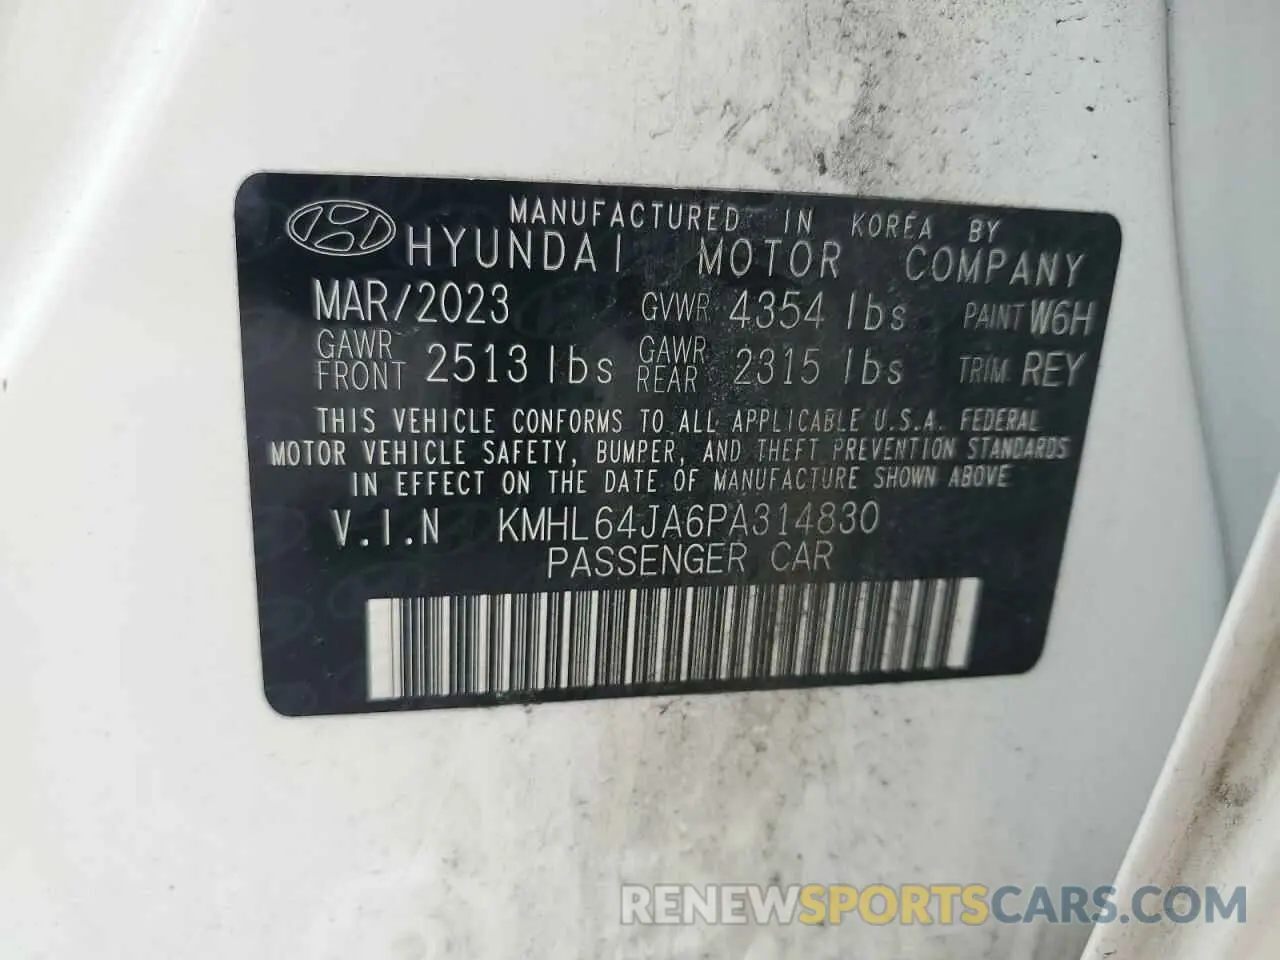 MANUFACTURED IN KOREA BY
HYUNDAI MOTOR COMPANY
MAR/2023 GVWR 4354 lbs PAINT W6H
GAWR FRONT 2513 lbs GAWR REAR 2315 lbs TRIM REY
THIS VEHICLE CONFORMS TO ALL APPLICABLE U.S.A. FEDERAL
MOTOR VEHICLE SAFETY, BUMPER, AND THEFT PREVENTION STANDARDS
IN EFFECT ON THE DATE OF MANUFACTURE SHOWN ABOVE
V.I.N KMHL64JA6PA314830
PASSENGER CAR
RENEWSPORTSCARS.COM